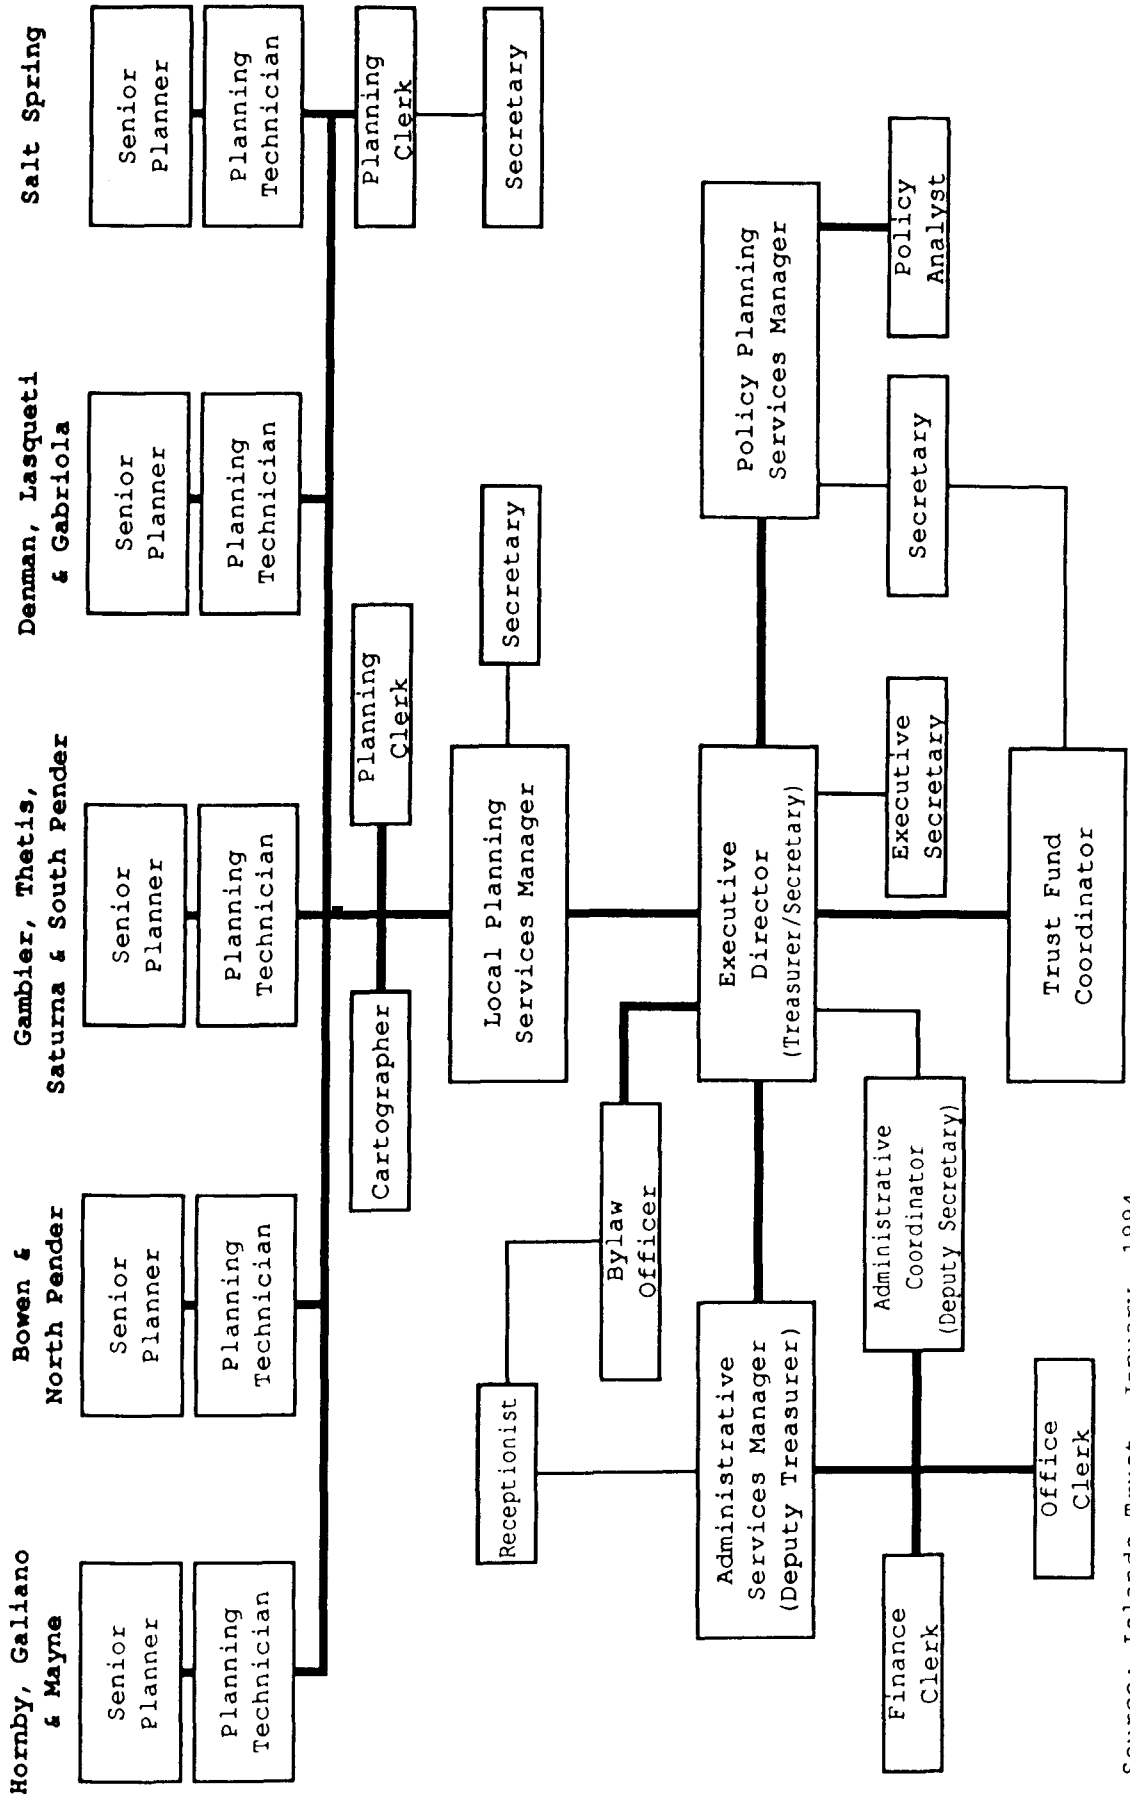 Hornby, Galiano
& Mayne
Bowen &
North Pender
Gambier, Thetis,
Saturna & South Pender
Denman, Lasqueti
& Gabriola
Salt Spring
Senior
Planner
Senior
Planner
Senior
Planner
Senior
Planner
Senior
Planner
Planning
Technician
Planning
Technician
Planning
Technician
Planning
Technician
Planning
Technician
Cartographer
Planning
Clerk
Planning
Clerk
Receptionist
Local Planning
Services Manager
Secretary
Secretary
Bylaw
Officer
Administrative
Services Manager
(Deputy Treasurer)
Executive
Director
(Treasurer/Secretary)
Policy Planning
Services Manager
Finance
Clerk
Administrative
Coordinator
(Deputy Secretary)
Executive
Secretary
Secretary
Policy
Analyst
Office
Clerk
Trust Fund
Coordinator
Source: Islands Trust, January, 1994